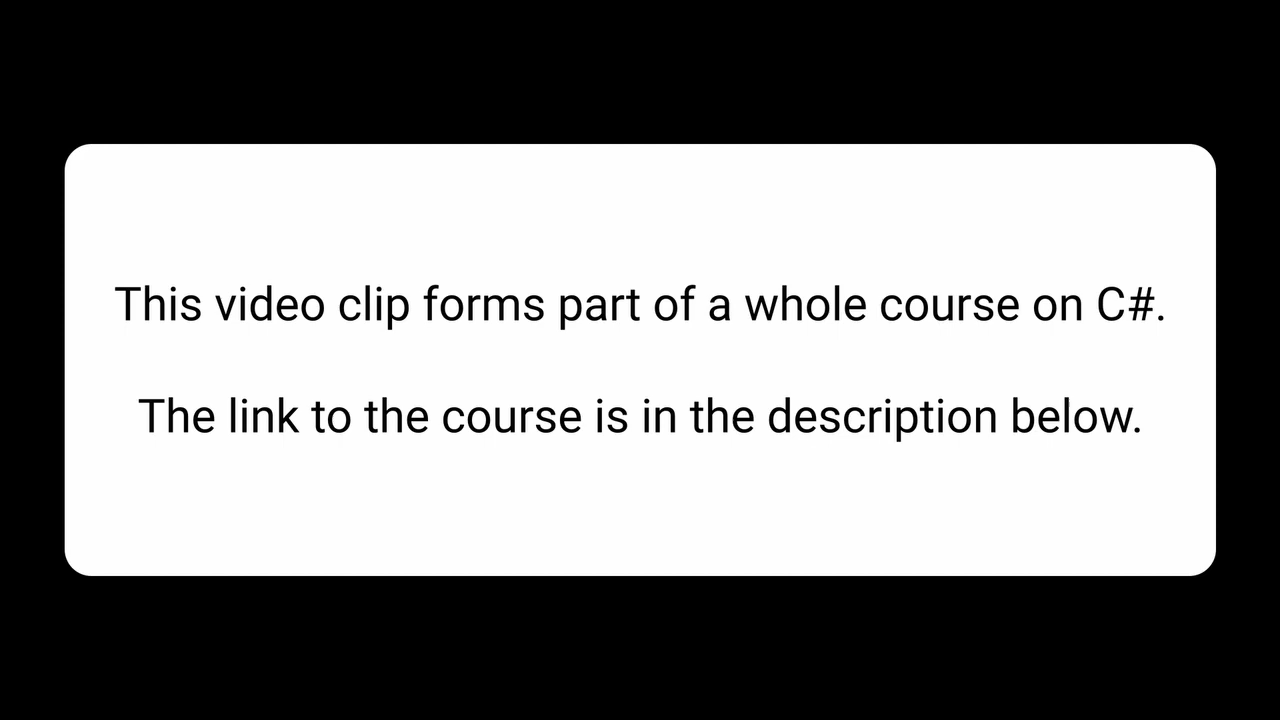 This video clip forms part of a whole course on C#.
The link to the course is in the description below.